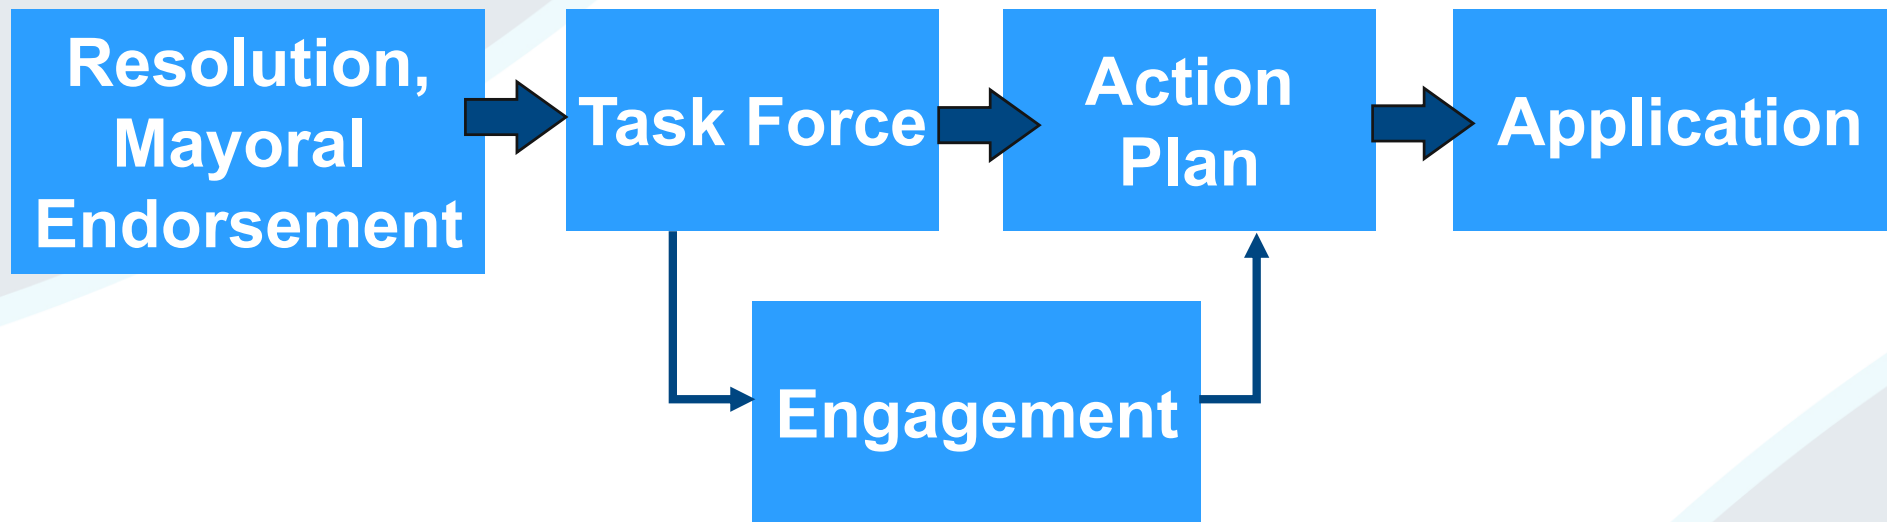 Resolution,
Mayoral
Endorsement
Task Force
Action
Plan
Application
Engagement